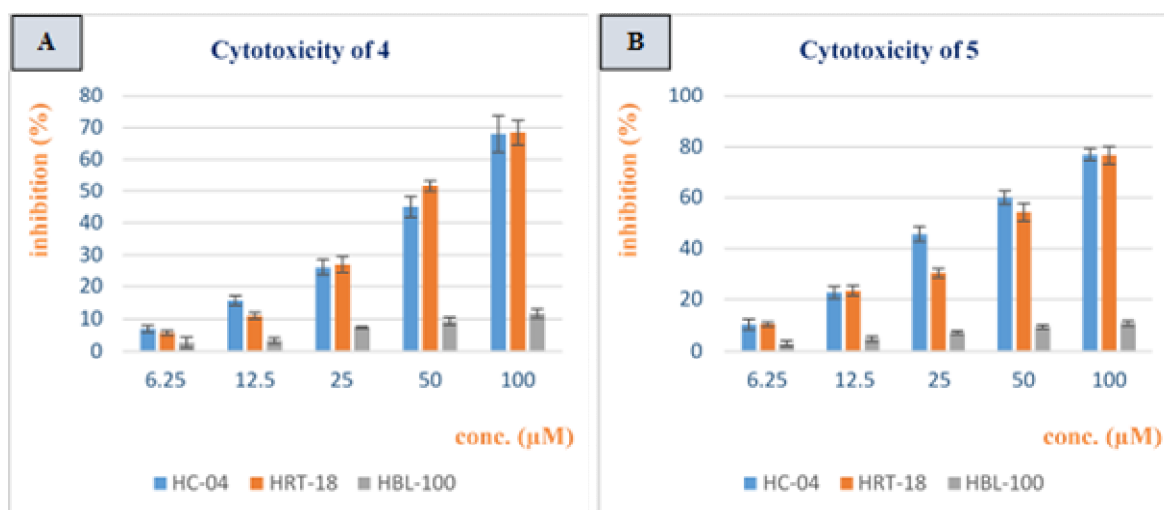 A
Cytotoxicity of 4
inhibition (%)
80
70
60
50
40
30
20
10
0
6.25 12.5 25 50 100
conc. (µM)
HC-04 HRT-18 HBL-100
B
Cytotoxicity of 5
inhibition (%)
100
80
60
40
20
0
6.25 12.5 25 50 100
conc. (µM)
HC-04 HRT-18 HBL-100